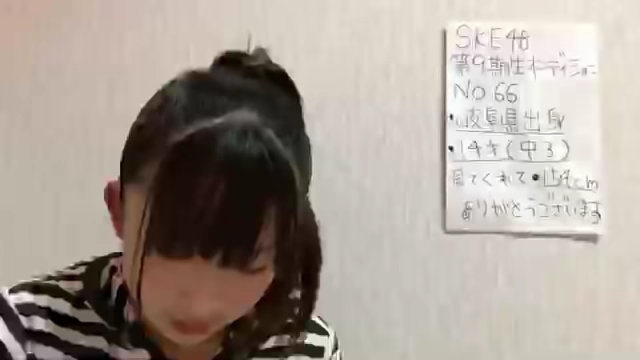 SKE48
第9期生オーディション
No 66
・岐阜県出身
・14才(中3)
見てくれて
cm
ありがとうございます